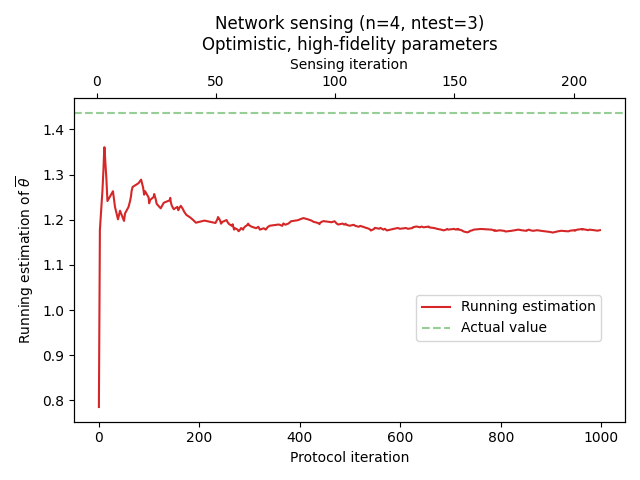 Network sensing (n=4, ntest=3)
Optimistic, high-fidelity parameters
Sensing iteration
0 50 100 150 200
Running estimation of θ̅
1.4
1.3
1.2
1.1
1.0
0.9
0.8
Running estimation
Actual value
0 200 400 600 800 1000
Protocol iteration